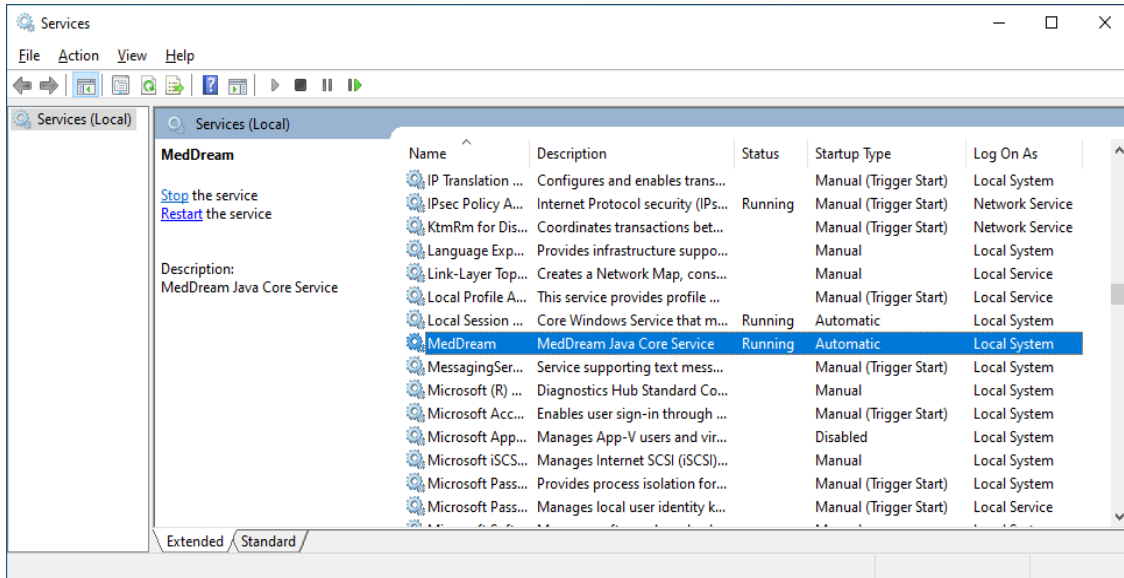 Services
File Action View Help
Services (Local)
Services (Local)
MedDream
Stop the service
Restart the service
Description:
MedDream Java Core Service
Name Description Status Startup Type Log On As
IP Translation ... Configures and enables trans... Manual (Trigger Start) Local System
IPsec Policy A... Internet Protocol security (IPs... Running Manual (Trigger Start) Network Service
KtmRm for Dis... Coordinates transactions bet... Manual (Trigger Start) Network Service
Language Exp... Provides infrastructure suppo... Manual Local System
Link-Layer Top... Creates a Network Map, cons... Manual Local Service
Local Profile A... This service provides profile ... Manual (Trigger Start) Local Service
Local Session ... Core Windows Service that m... Running Automatic Local System
MedDream MedDream Java Core Service Running Automatic Local System
MessagingSer... Service supporting text mess... Manual (Trigger Start) Local System
Microsoft (R) ... Diagnostics Hub Standard Co... Manual Local System
Microsoft Acc... Enables user sign-in through ... Manual (Trigger Start) Local System
Microsoft App... Manages App-V users and vir... Disabled Local System
Microsoft iSCS... Manages Internet SCSI (iSCSI)... Manual Local System
Microsoft Pass... Provides process isolation for... Manual (Trigger Start) Local System
Microsoft Pass... Manages local user identity k... Manual (Trigger Start) Local Service
Extended Standard